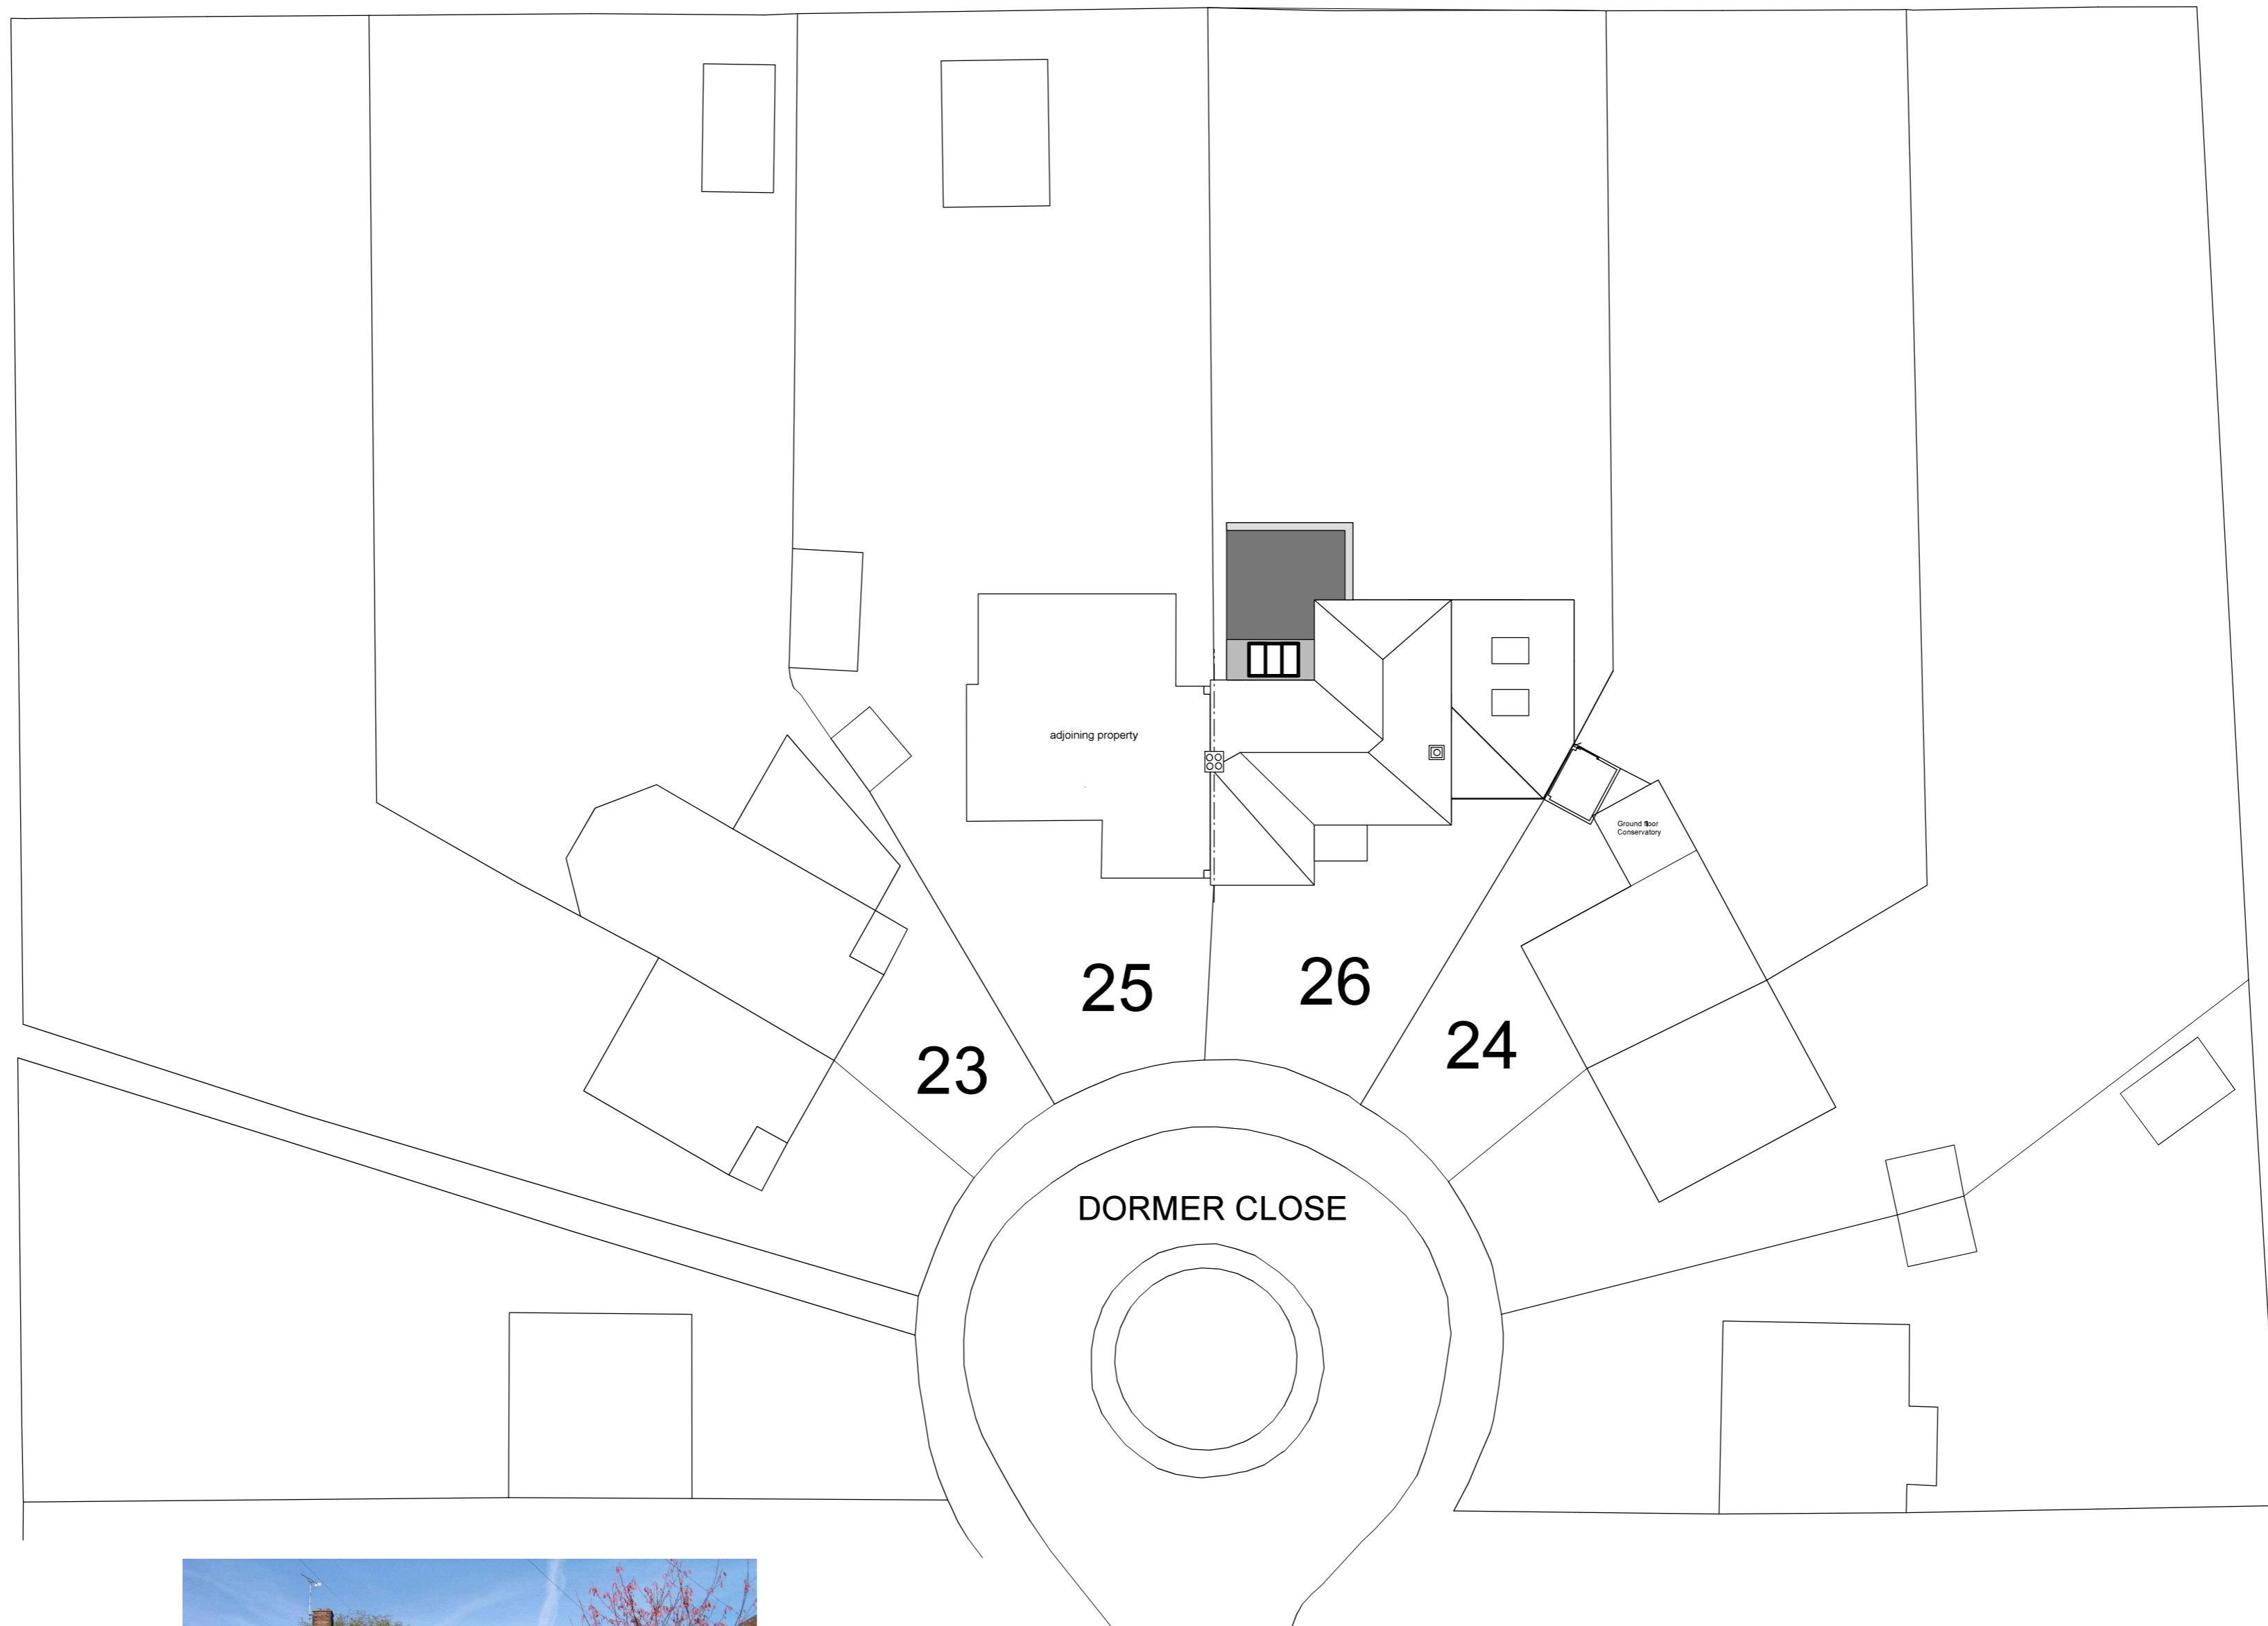 adjoining property
Ground floor
Conservatory
25
26
24
23
DORMER CLOSE